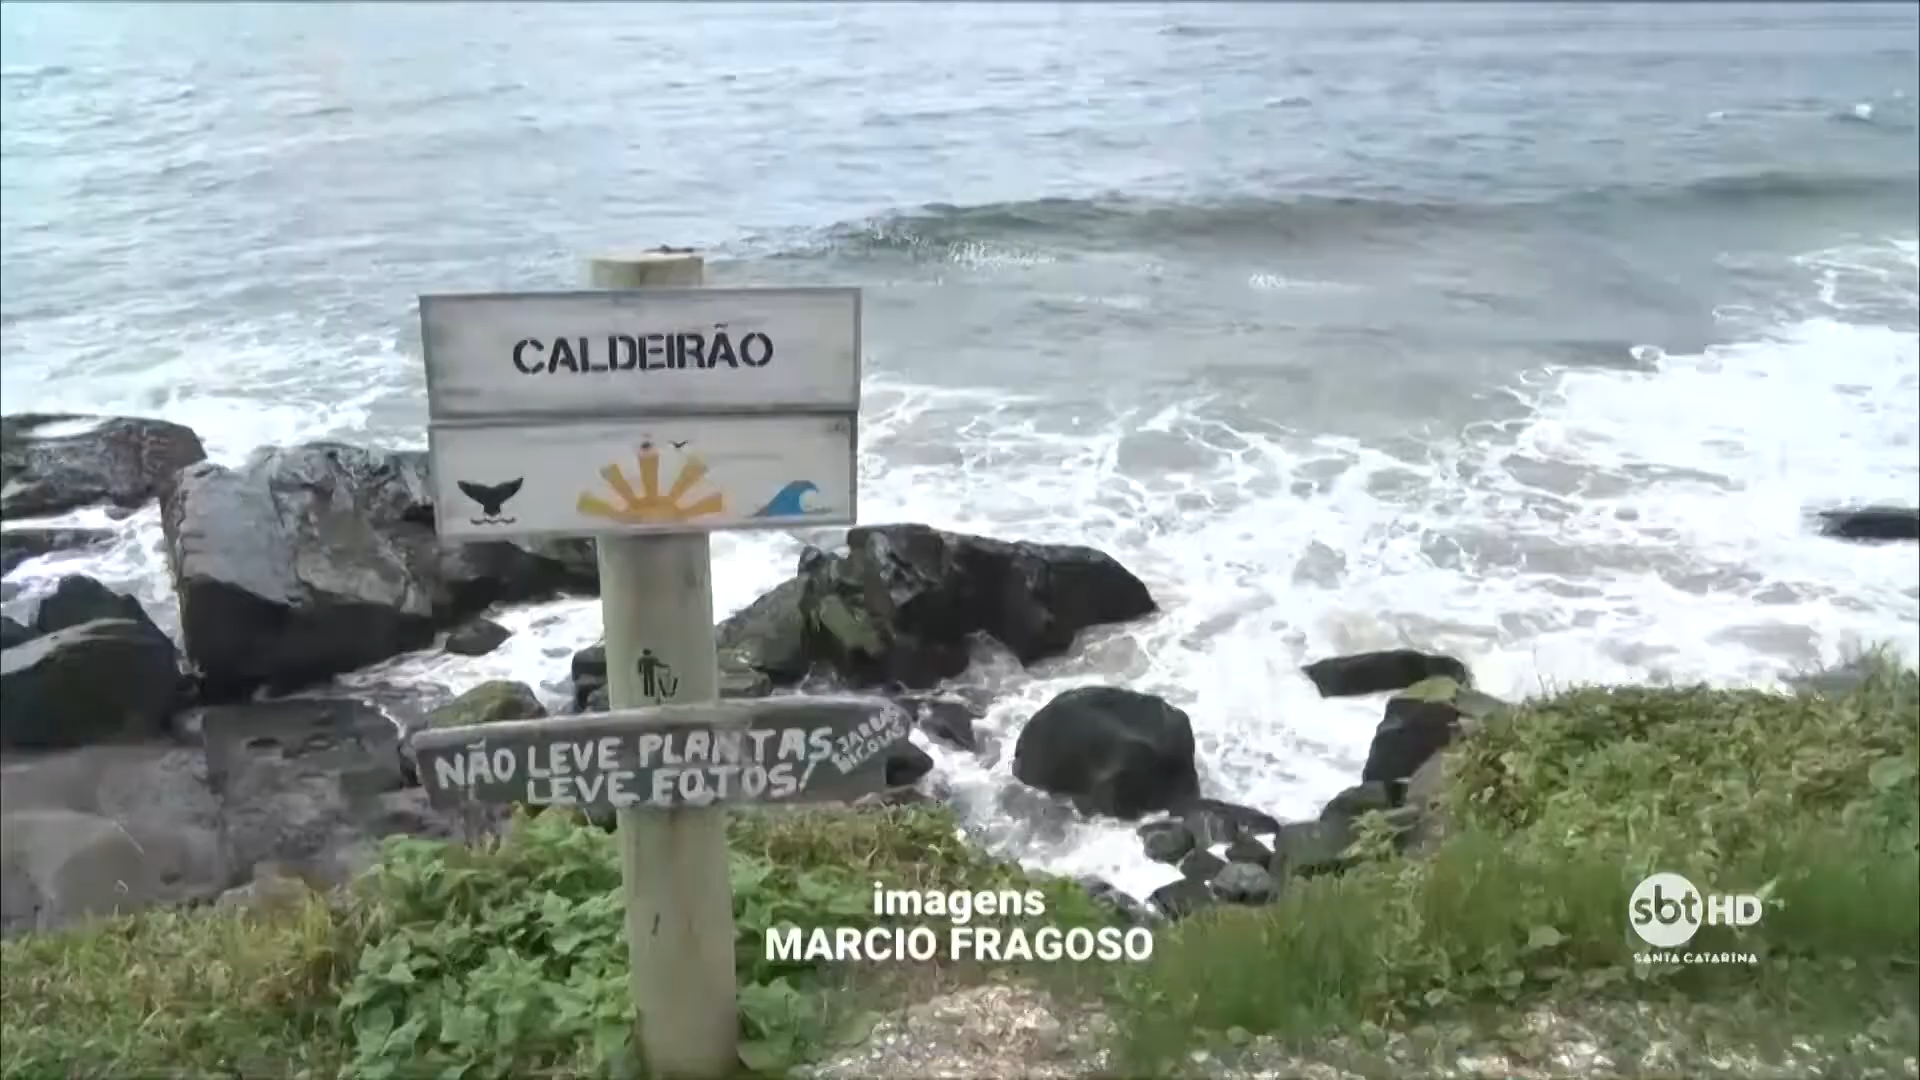 CALDEIRÃO
NÃO LEVE PLANTAS
LEVE FOTOS!
imagens
MARCIO FRAGOSO
sbt HD
SANTA CATARINA